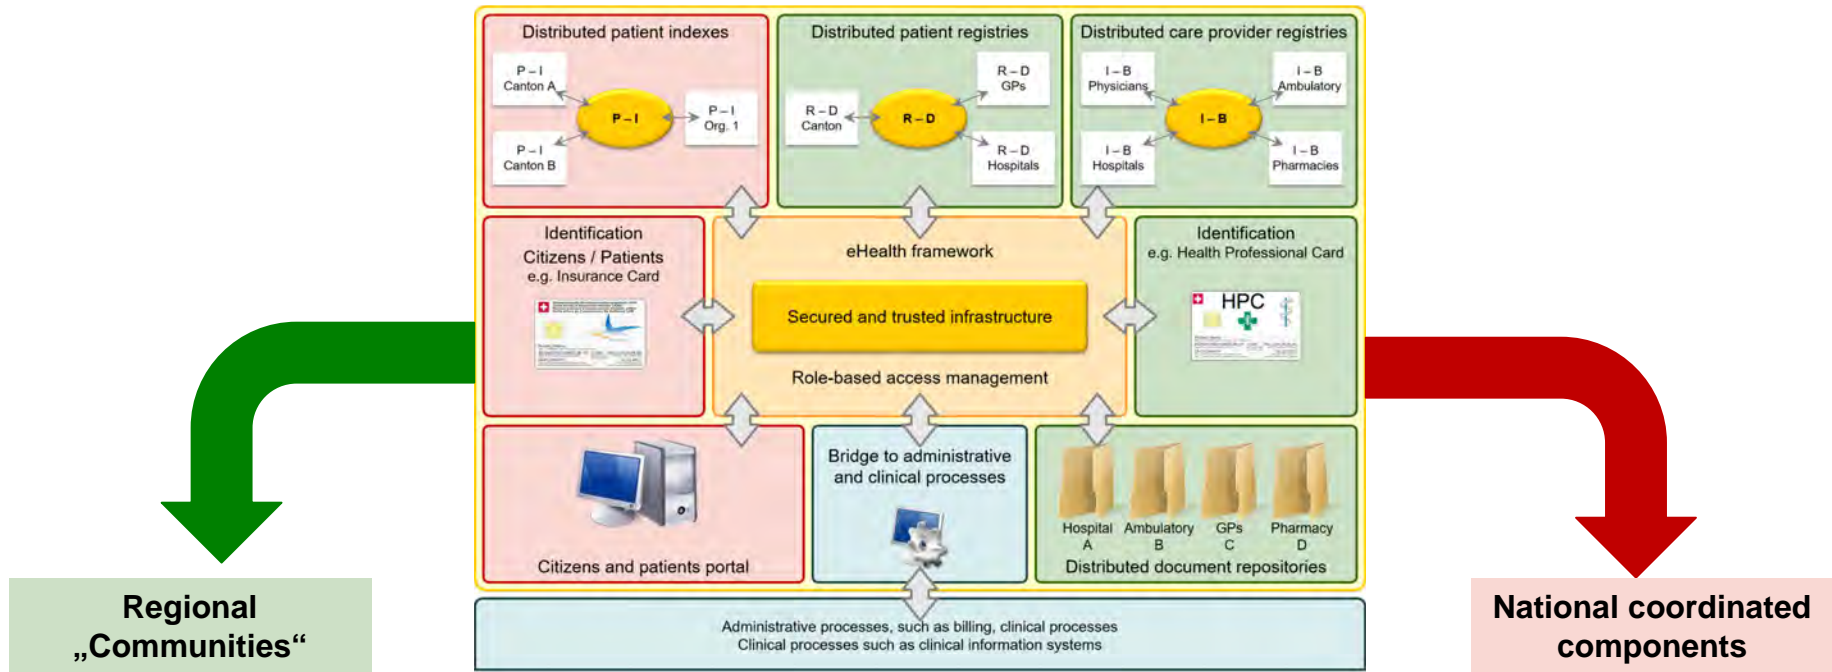 Distributed patient indexes
P – I
Canton A
P – I
P – I
Org. 1
P – I
Canton B
Distributed patient registries
R – D
GPs
R – D
Canton
R – D
R – D
Hospitals
Distributed care provider registries
I – B
Physicians
I – B
Ambulatory
I – B
I – B
Hospitals
I – B
Pharmacies
Identification
Citizens / Patients
e.g. Insurance Card
eHealth framework
Secured and trusted infrastructure
Role-based access management
Identification
e.g. Health Professional Card
HPC
Citizens and patients portal
Bridge to administrative
and clinical processes
Hospital
A
Ambulatory
B
GPs
C
Pharmacy
D
Distributed document repositories
Administrative processes, such as billing, clinical processes
Clinical processes such as clinical information systems
Regional
„Communities“
National coordinated
components